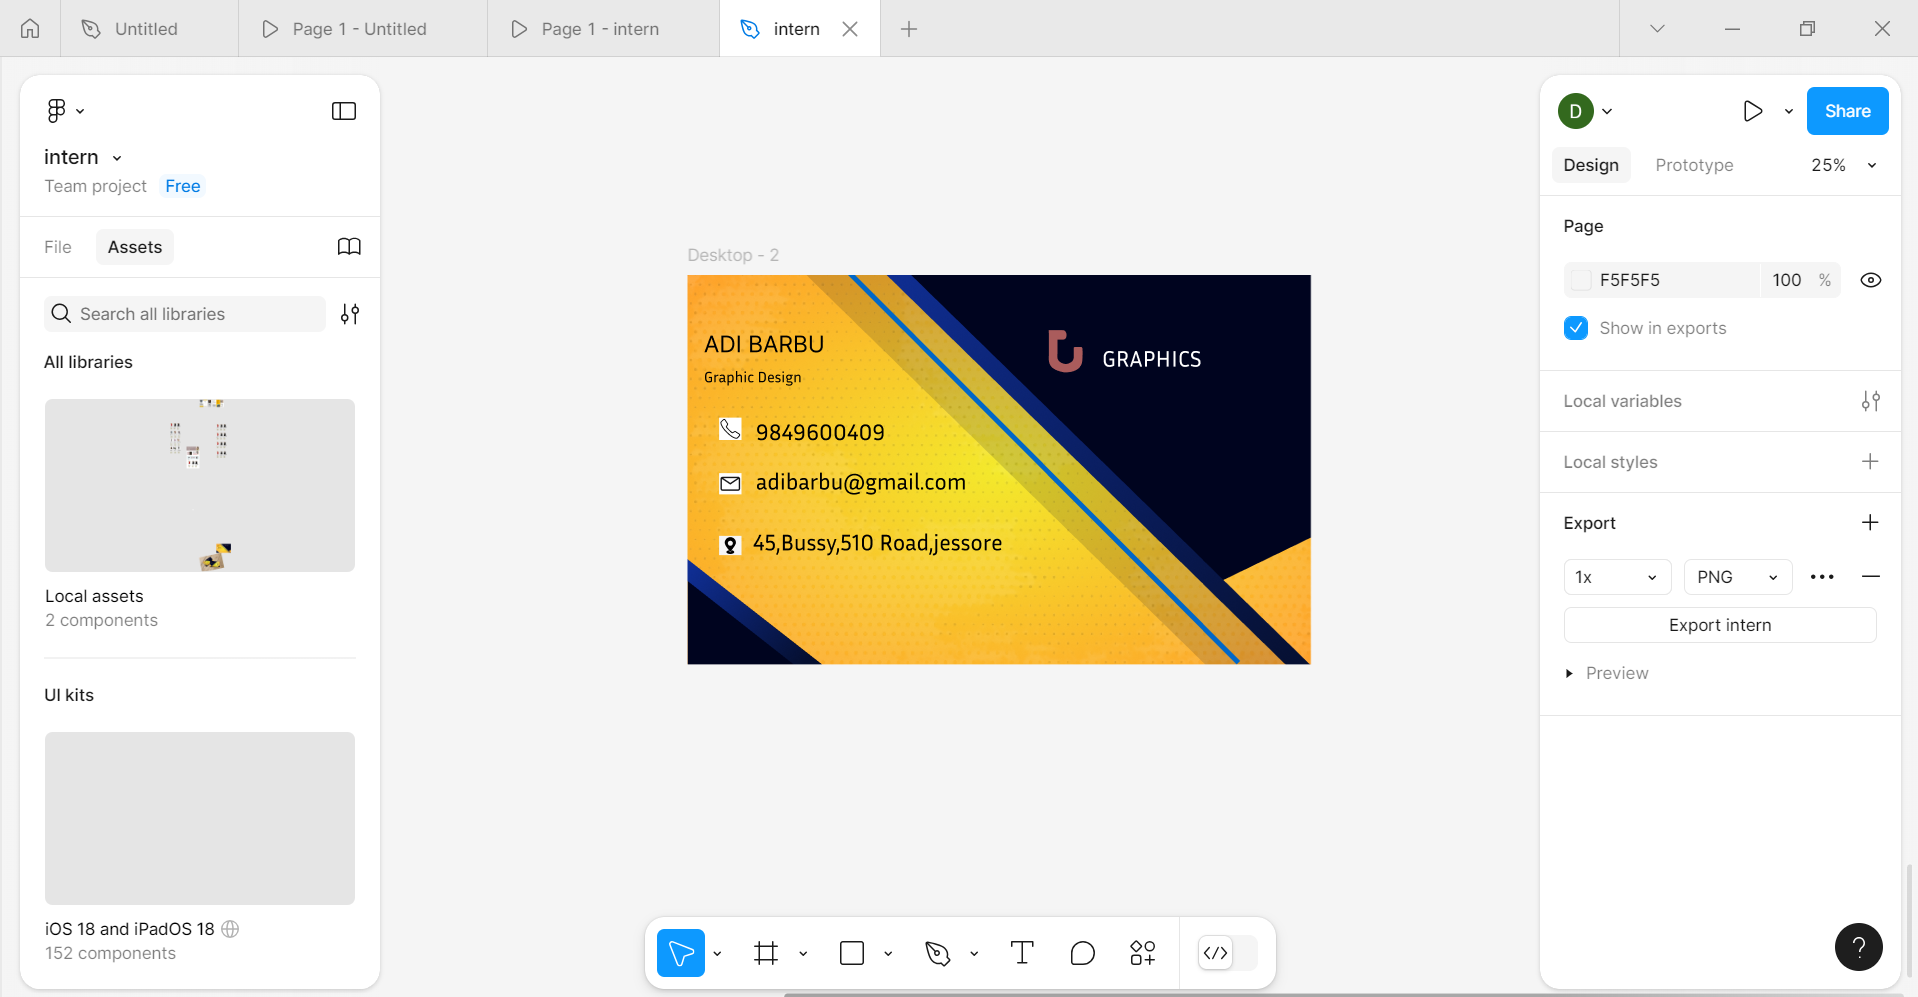 Untitled
Page 1 - Untitled
Page 1 - intern
intern
intern
Team project Free
File Assets
Search all libraries
All libraries
Local assets
2 components
UI kits
iOS 18 and iPadOS 18
152 components
Desktop - 2
ADI BARBU
Graphic Design
9849600409
adibarbu@gmail.com
45,Bussy,510 Road,jessore
GRAPHICS
D
Share
Design Prototype 25%
Page
F5F5F5 100 %
Show in exports
Local variables
Local styles
Export
1x PNG
Export intern
Preview
?